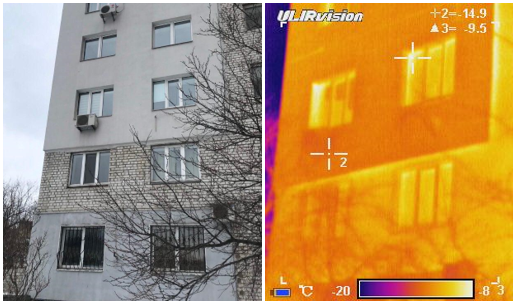 ULIRvision
+2=-14.9
▲3= -9.5
2
3
°C -20 -8